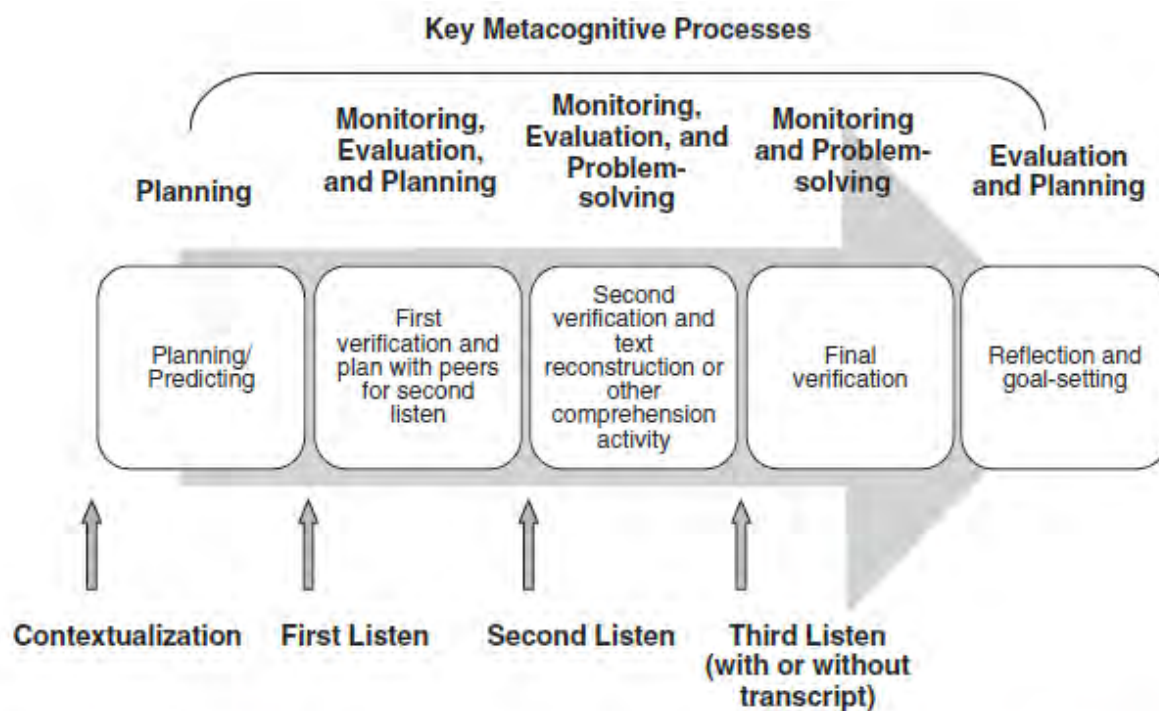 Key Metacognitive Processes
Planning
Monitoring,
Evaluation,
and Planning
Monitoring,
Evaluation, and
Problem-
solving
Monitoring
and Problem-
solving
Evaluation
and Planning
Planning/
Predicting
First
verification and
plan with peers
for second
listen
Second
verification and
text
reconstruction or
other
comprehension
activity
Final
verification
Reflection and
goal-setting
Contextualization
First Listen
Second Listen
Third Listen
(with or without
transcript)